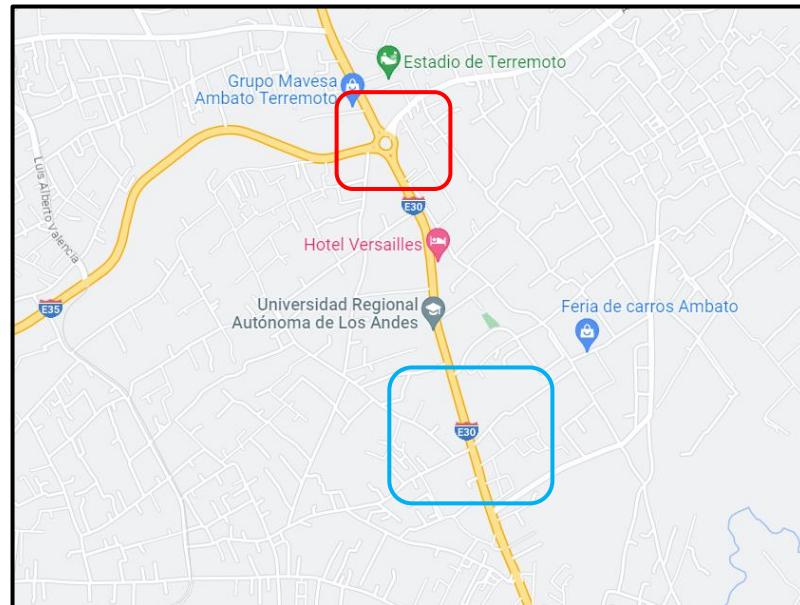 Estadio de Terremoto
Grupo Mavesa
Ambato Terremoto
Luis Alberto Valencia
E30
Hotel Versailles
E35
Universidad Regional
Autónoma de Los Andes
Feria de carros Ambato
E30